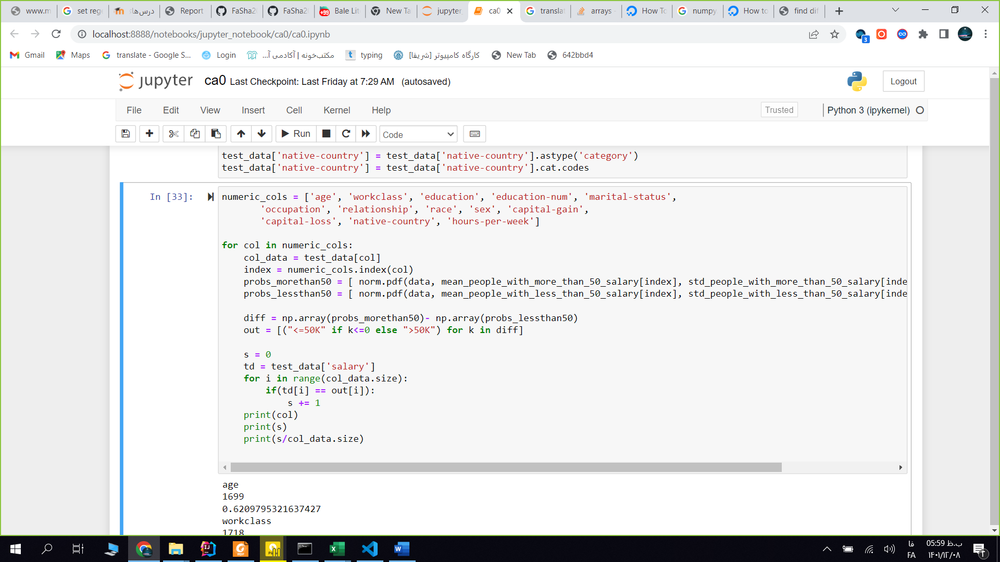 www.m
set rege
درس‌ها:
Report
FaSha2
FaSha2
Bale Lit
New Ta
jupyter
ca0
translat
arrays -
How To
numpy
How to
find dif
localhost:8888/notebooks/jupyter_notebook/ca0/ca0.ipynb
3
Gmail
Maps
translate - Google S...
Login
مکتب‌خونه | آکادمی آ...
typing
کارگاه کامپیوتر [شریفا]
New Tab
642bbd4
jupyter ca0 Last Checkpoint: Last Friday at 7:29 AM (autosaved)
Logout
File Edit View Insert Cell Kernel Help
Trusted
Python 3 (ipykernel)
Run
Code
test_data['native-country'] = test_data['native-country'].astype('category')
test_data['native-country'] = test_data['native-country'].cat.codes
In [33]:
numeric_cols = ['age', 'workclass', 'education', 'education-num', 'marital-status',
'occupation', 'relationship', 'race', 'sex', 'capital-gain',
'capital-loss', 'native-country', 'hours-per-week']
for col in numeric_cols:
col_data = test_data[col]
index = numeric_cols.index(col)
probs_morethan50 = [ norm.pdf(data, mean_people_with_more_than_50_salary[index], std_people_with_more_than_50_salary[inde
probs_lessthan50 = [ norm.pdf(data, mean_people_with_less_than_50_salary[index], std_people_with_less_than_50_salary[inde
diff = np.array(probs_morethan50)- np.array(probs_lessthan50)
out = [("<=50K" if k<=0 else ">50K") for k in diff]
s = 0
td = test_data['salary']
for i in range(col_data.size):
if(td[i] == out[i]):
s += 1
print(col)
print(s)
print(s/col_data.size)
age
1699
0.6209795321637427
workclass
1718
فا
FA
05:59 ب.ظ
۱۴۰۱/۱۲/۰۸
۲